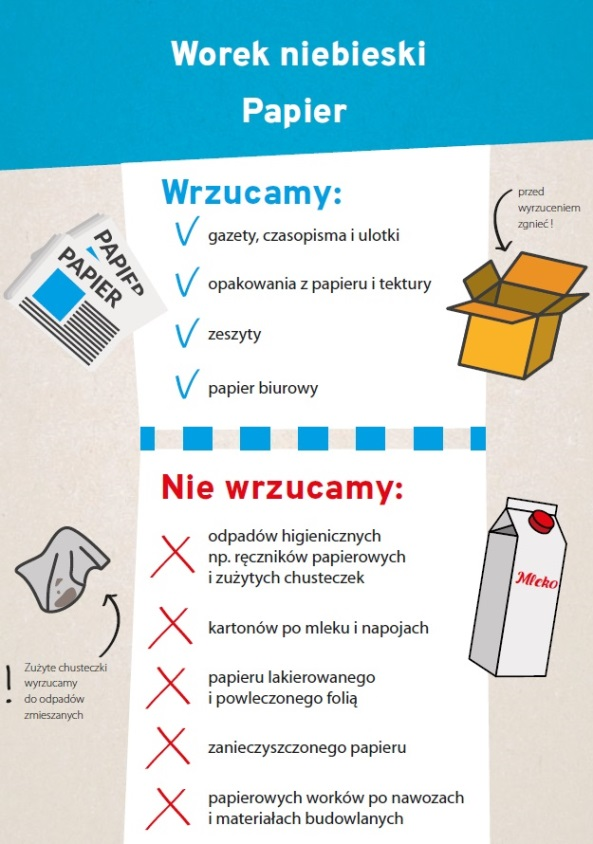 Worek niebieski
Papier
Wrzucamy:
przed
wyrzuceniem
zgnieć!
gazety, czasopisma i ulotki
opakowania z papieru i tektury
zeszyty
papier biurowy
PAPIER
PAPIER
Nie wrzucamy:
odpadów higienicznych
np. ręczników papierowych
i zużytych chusteczek
kartonów po mleku i napojach
papieru lakierowanego
i powleczonego folią
zanieczyszczonego papieru
papierowych worków po nawozach
i materiałach budowlanych
Mleko
! Zużyte chusteczki
wyrzucamy
do odpadów
zmieszanych